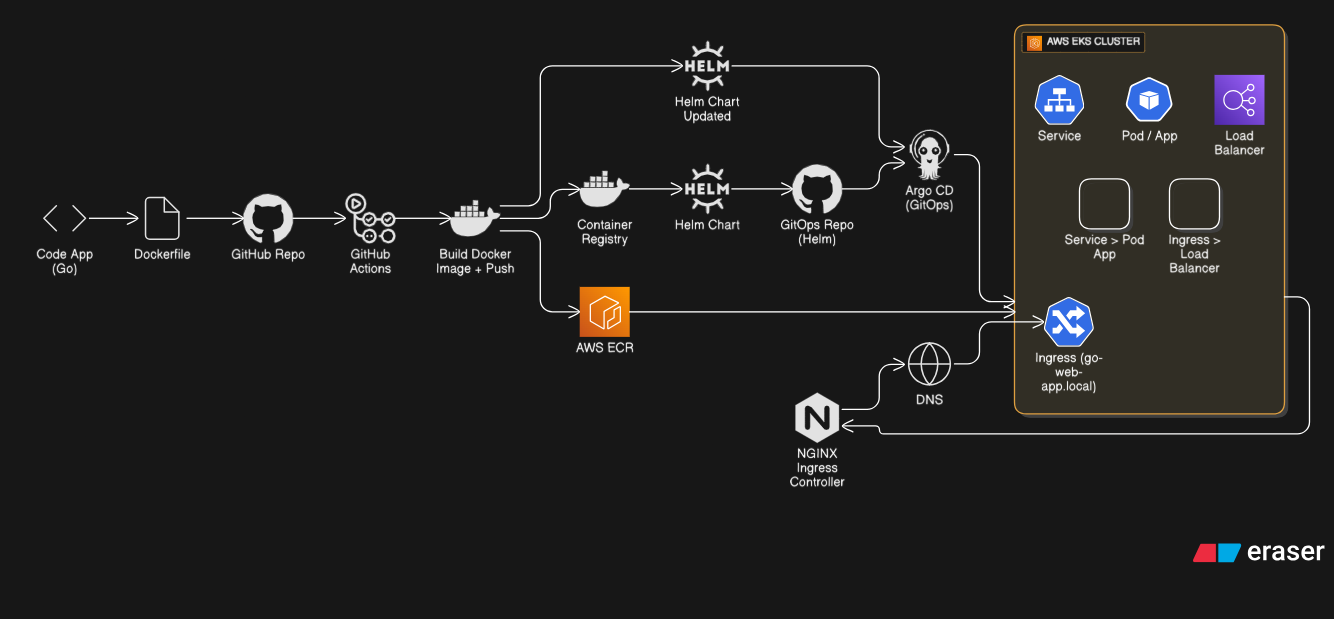 AWS EKS CLUSTER
HELM
Helm Chart
Updated
Service
Pod / App
Load
Balancer
Argo CD
(GitOps)
HELM
Container
Registry
Helm Chart
GitOps Repo
(Helm)
Code App
(Go)
Dockerfile
GitHub Repo
GitHub
Actions
Build Docker
Image + Push
Service > Pod
App
Ingress >
Load
Balancer
AWS ECR
Ingress (go-
web-
app.local)
DNS
N
NGINX
Ingress
Controller
eraser